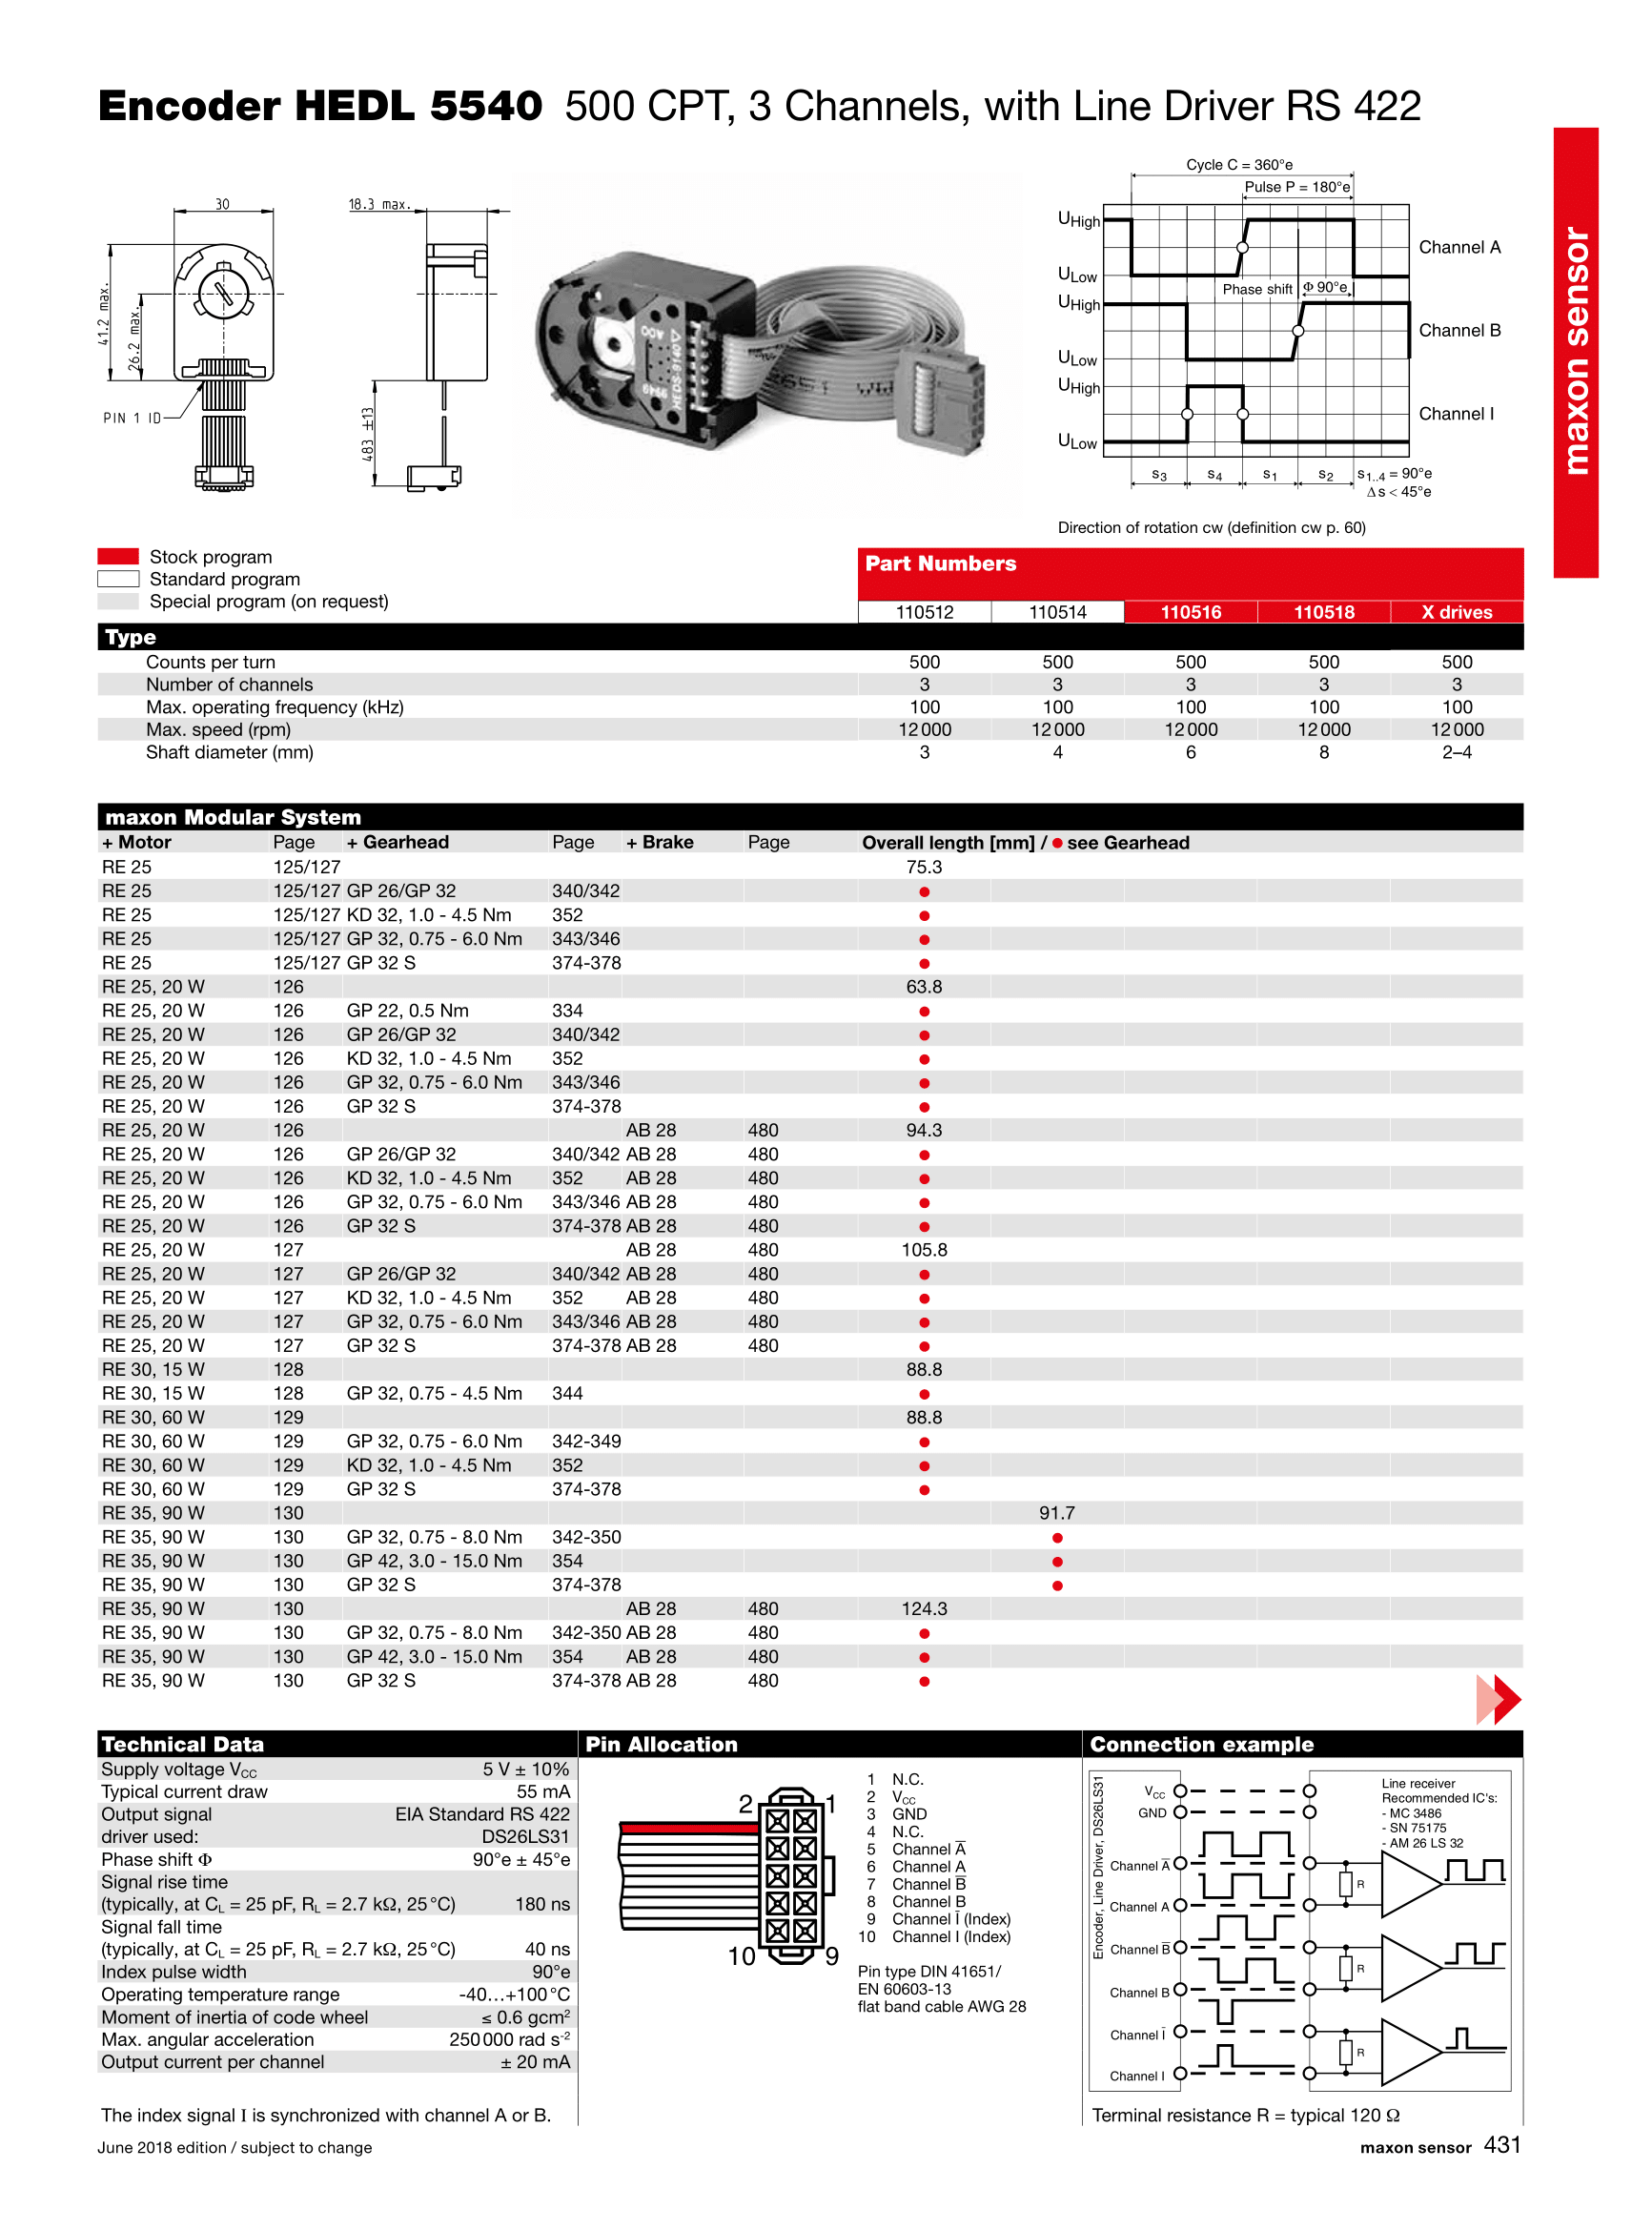 Encoder HEDL 5540 500 CPT, 3 Channels, with Line Driver RS 422
maxon sensor
30
18.3 max.
41.2 max.
26.2 max.
PIN 1 ID
483 ±13
HEDS-9140
Cycle C = 360°e
Pulse P = 180°e
U High
U Low
Channel A
Phase shift Φ 90°e
U High
U Low
Channel B
U High
U Low
Channel I
s3 s4 s1 s2 s1..4 = 90°e
Δs < 45°e
Direction of rotation cw (definition cw p. 60)
Stock program
Standard program
Special program (on request)
Part Numbers
110512 110514 110516 110518 X drives
Type
Counts per turn 500 500 500 500 500
Number of channels 3 3 3 3 3
Max. operating frequency (kHz) 100 100 100 100 100
Max. speed (rpm) 12 000 12 000 12 000 12 000 12 000
Shaft diameter (mm) 3 4 6 8 2–4
maxon Modular System
+ Motor Page + Gearhead Page + Brake Page Overall length [mm] / ● see Gearhead
RE 25 125/127 75.3
RE 25 125/127 GP 26/GP 32 340/342 ●
RE 25 125/127 KD 32, 1.0 - 4.5 Nm 352 ●
RE 25 125/127 GP 32, 0.75 - 6.0 Nm 343/346 ●
RE 25 125/127 GP 32 S 374-378 ●
RE 25, 20 W 126 63.8
RE 25, 20 W 126 GP 22, 0.5 Nm 334 ●
RE 25, 20 W 126 GP 26/GP 32 340/342 ●
RE 25, 20 W 126 KD 32, 1.0 - 4.5 Nm 352 ●
RE 25, 20 W 126 GP 32, 0.75 - 6.0 Nm 343/346 ●
RE 25, 20 W 126 GP 32 S 374-378 ●
RE 25, 20 W 126 AB 28 480 94.3
RE 25, 20 W 126 GP 26/GP 32 340/342 AB 28 480 ●
RE 25, 20 W 126 KD 32, 1.0 - 4.5 Nm 352 AB 28 480 ●
RE 25, 20 W 126 GP 32, 0.75 - 6.0 Nm 343/346 AB 28 480 ●
RE 25, 20 W 126 GP 32 S 374-378 AB 28 480 ●
RE 25, 20 W 127 AB 28 480 105.8
RE 25, 20 W 127 GP 26/GP 32 340/342 AB 28 480 ●
RE 25, 20 W 127 KD 32, 1.0 - 4.5 Nm 352 AB 28 480 ●
RE 25, 20 W 127 GP 32, 0.75 - 6.0 Nm 343/346 AB 28 480 ●
RE 25, 20 W 127 GP 32 S 374-378 AB 28 480 ●
RE 30, 15 W 128 88.8
RE 30, 15 W 128 GP 32, 0.75 - 4.5 Nm 344 ●
RE 30, 60 W 129 88.8
RE 30, 60 W 129 GP 32, 0.75 - 6.0 Nm 342-349 ●
RE 30, 60 W 129 KD 32, 1.0 - 4.5 Nm 352 ●
RE 30, 60 W 129 GP 32 S 374-378 ●
RE 35, 90 W 130 91.7
RE 35, 90 W 130 GP 32, 0.75 - 8.0 Nm 342-350 ●
RE 35, 90 W 130 GP 42, 3.0 - 15.0 Nm 354 ●
RE 35, 90 W 130 GP 32 S 374-378 ●
RE 35, 90 W 130 AB 28 480 124.3
RE 35, 90 W 130 GP 32, 0.75 - 8.0 Nm 342-350 AB 28 480 ●
RE 35, 90 W 130 GP 42, 3.0 - 15.0 Nm 354 AB 28 480 ●
RE 35, 90 W 130 GP 32 S 374-378 AB 28 480 ●
Technical Data
Supply voltage VCC 5 V ± 10%
Typical current draw 55 mA
Output signal EIA Standard RS 422
driver used: DS26LS31
Phase shift Φ 90°e ± 45°e
Signal rise time
(typically, at CL = 25 pF, RL = 2.7 kΩ, 25 °C) 180 ns
Signal fall time
(typically, at CL = 25 pF, RL = 2.7 kΩ, 25 °C) 40 ns
Index pulse width 90°e
Operating temperature range -40…+100 °C
Moment of inertia of code wheel ≤ 0.6 gcm²
Max. angular acceleration 250 000 rad s⁻²
Output current per channel ± 20 mA
The index signal I is synchronized with channel A or B.
Pin Allocation
2 1
10 9
1 N.C.
2 VCC
3 GND
4 N.C.
5 Channel A̅
6 Channel A
7 Channel B̅
8 Channel B
9 Channel I̅ (Index)
10 Channel I (Index)
Pin type DIN 41651/
EN 60603-13
flat band cable AWG 28
Connection example
Encoder, Line Driver, DS26LS31
VCC
GND
Channel A̅
Channel A
Channel B̅
Channel B
Channel I̅
Channel I
Line receiver
Recommended IC's:
- MC 3486
- SN 75175
- AM 26 LS 32
R
R
R
Terminal resistance R = typical 120 Ω
June 2018 edition / subject to change
maxon sensor 431